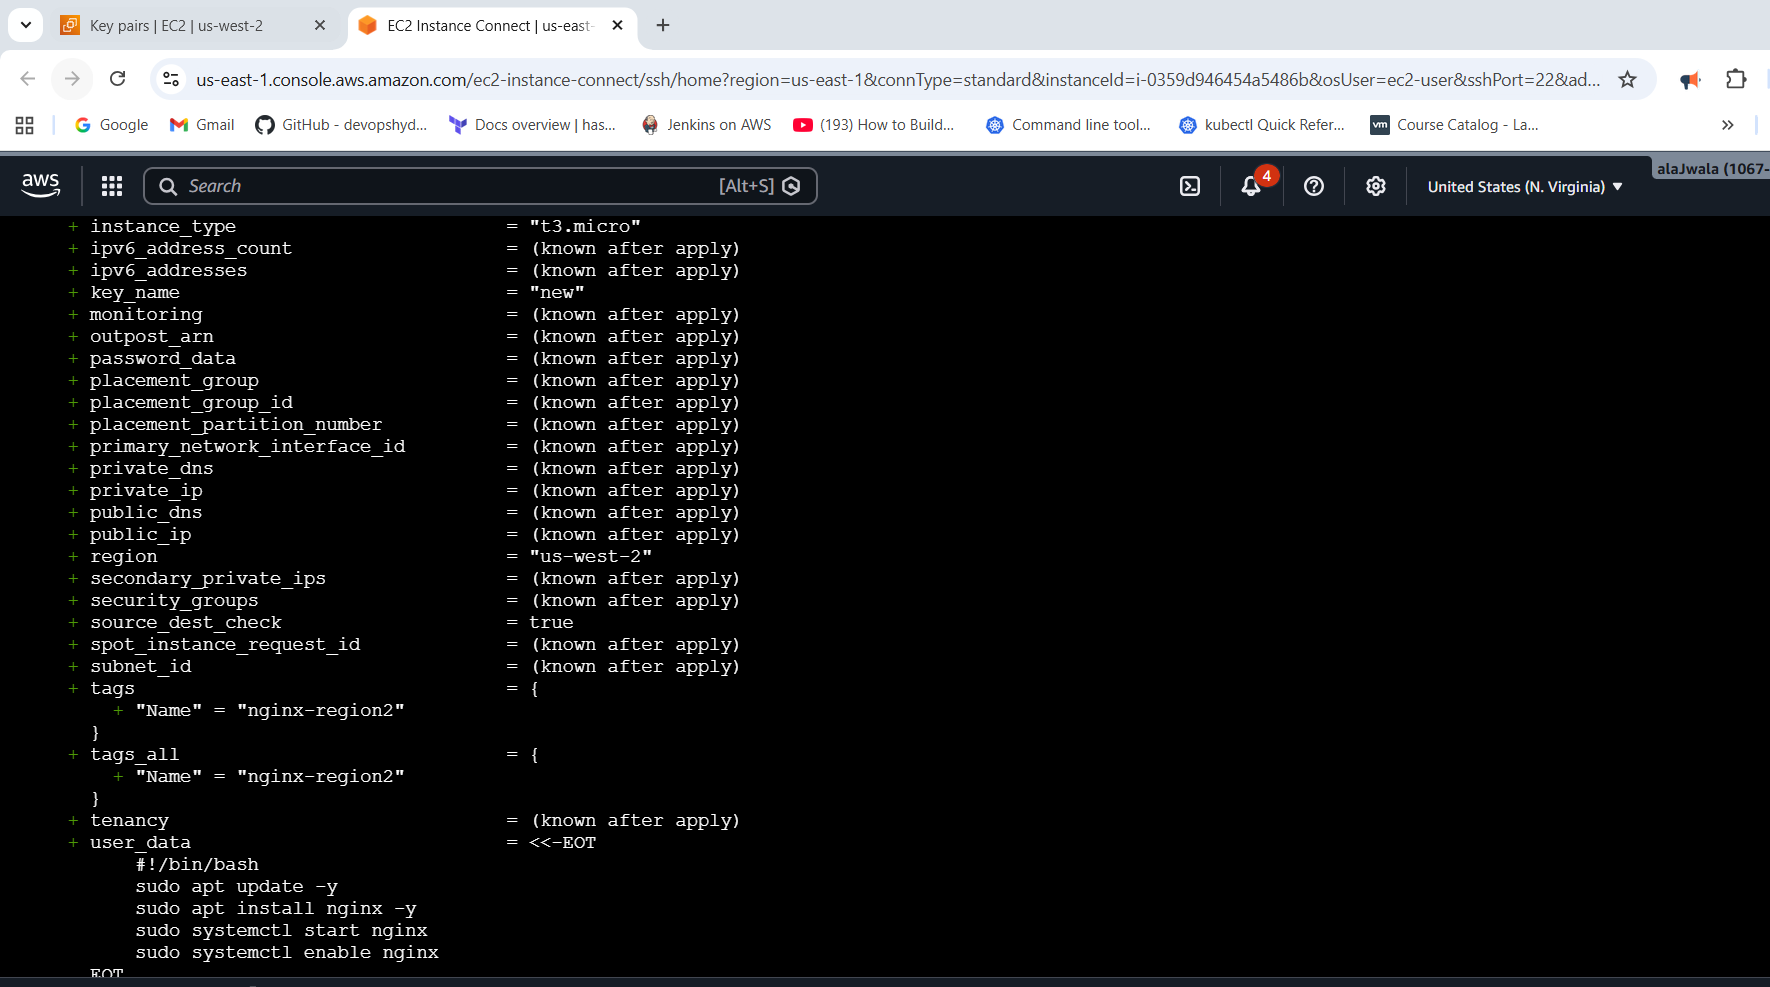 Key pairs | EC2 | us-west-2
EC2 Instance Connect | us-east-
us-east-1.console.aws.amazon.com/ec2-instance-connect/ssh/home?region=us-east-1&connType=standard&instanceId=i-0359d946454a5486b&osUser=ec2-user&sshPort=22&ad...
Google
Gmail
GitHub - devopshyd...
Docs overview | has...
Jenkins on AWS
(193) How to Build...
Command line tool...
kubectl Quick Refer...
vm
Course Catalog - La...
aws
Search
[Alt+S]
4
United States (N. Virginia)
alaJwala (1067-
+ instance_type = "t3.micro"
+ ipv6_address_count = (known after apply)
+ ipv6_addresses = (known after apply)
+ key_name = "new"
+ monitoring = (known after apply)
+ outpost_arn = (known after apply)
+ password_data = (known after apply)
+ placement_group = (known after apply)
+ placement_group_id = (known after apply)
+ placement_partition_number = (known after apply)
+ primary_network_interface_id = (known after apply)
+ private_dns = (known after apply)
+ private_ip = (known after apply)
+ public_dns = (known after apply)
+ public_ip = (known after apply)
+ region = "us-west-2"
+ secondary_private_ips = (known after apply)
+ security_groups = (known after apply)
+ source_dest_check = true
+ spot_instance_request_id = (known after apply)
+ subnet_id = (known after apply)
+ tags = {
+ "Name" = "nginx-region2"
}
+ tags_all = {
+ "Name" = "nginx-region2"
}
+ tenancy = (known after apply)
+ user_data = <<-EOT
#!/bin/bash
sudo apt update -y
sudo apt install nginx -y
sudo systemctl start nginx
sudo systemctl enable nginx
EOT